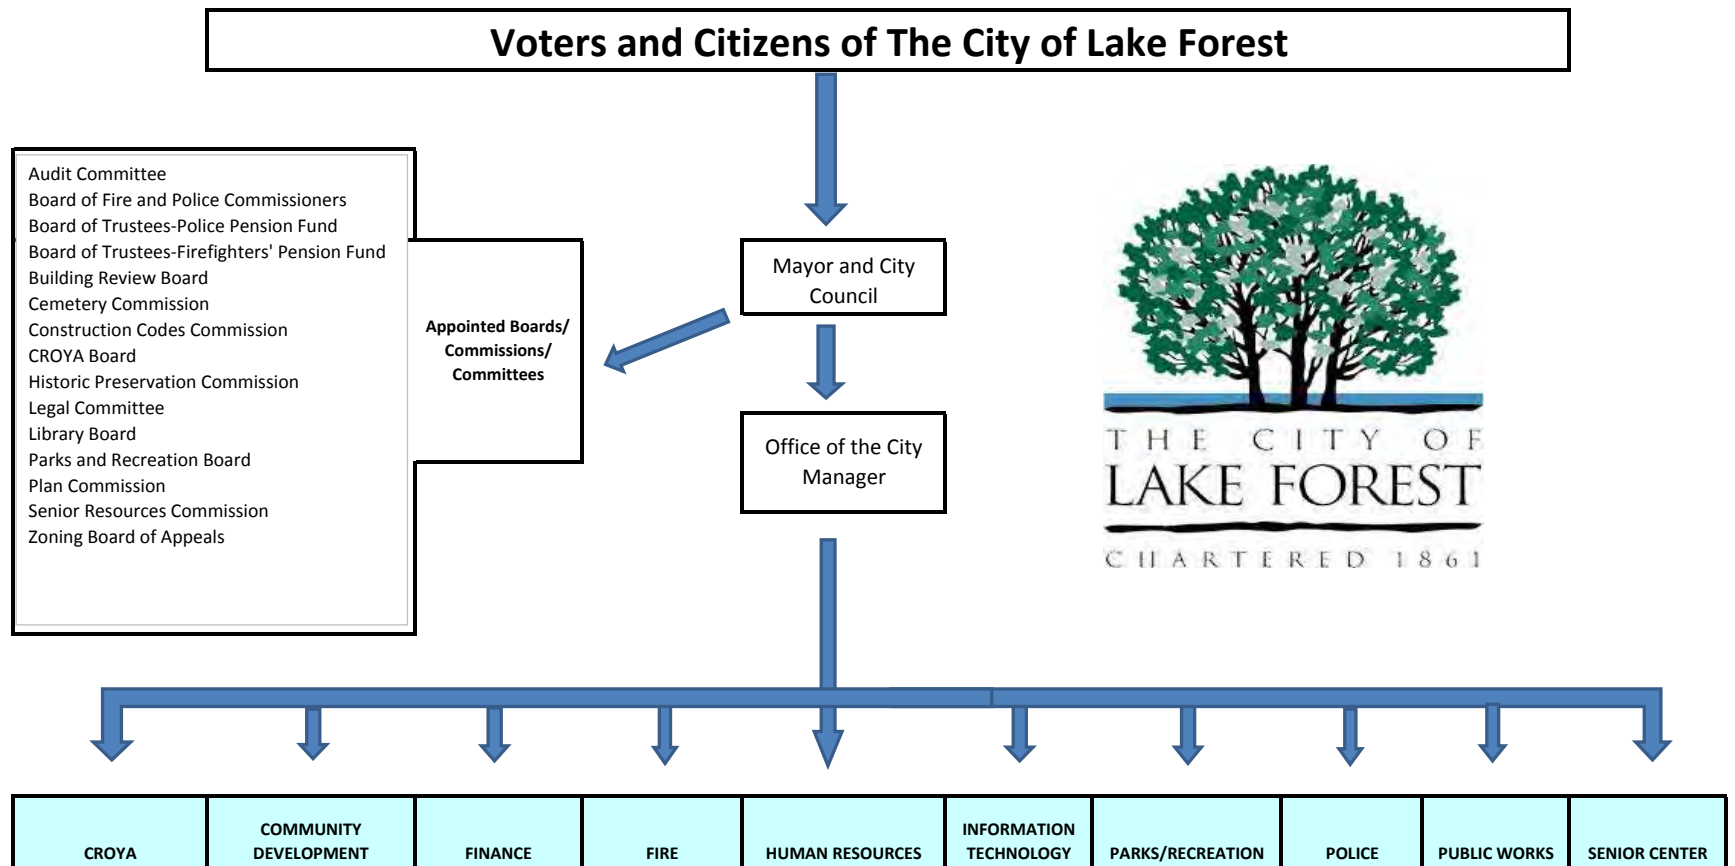 Voters and Citizens of The City of Lake Forest
Audit Committee
Board of Fire and Police Commissioners
Board of Trustees-Police Pension Fund
Board of Trustees-Firefighters' Pension Fund
Building Review Board
Cemetery Commission
Construction Codes Commission
CROYA Board
Historic Preservation Commission
Legal Committee
Library Board
Parks and Recreation Board
Plan Commission
Senior Resources Commission
Zoning Board of Appeals
Appointed Boards/
Commissions/
Committees
Mayor and City
Council
Office of the City
Manager
THE CITY OF
LAKE FOREST
CHARTERED 1861
CROYA
COMMUNITY
DEVELOPMENT
FINANCE
FIRE
HUMAN RESOURCES
INFORMATION
TECHNOLOGY
PARKS/RECREATION
POLICE
PUBLIC WORKS
SENIOR CENTER